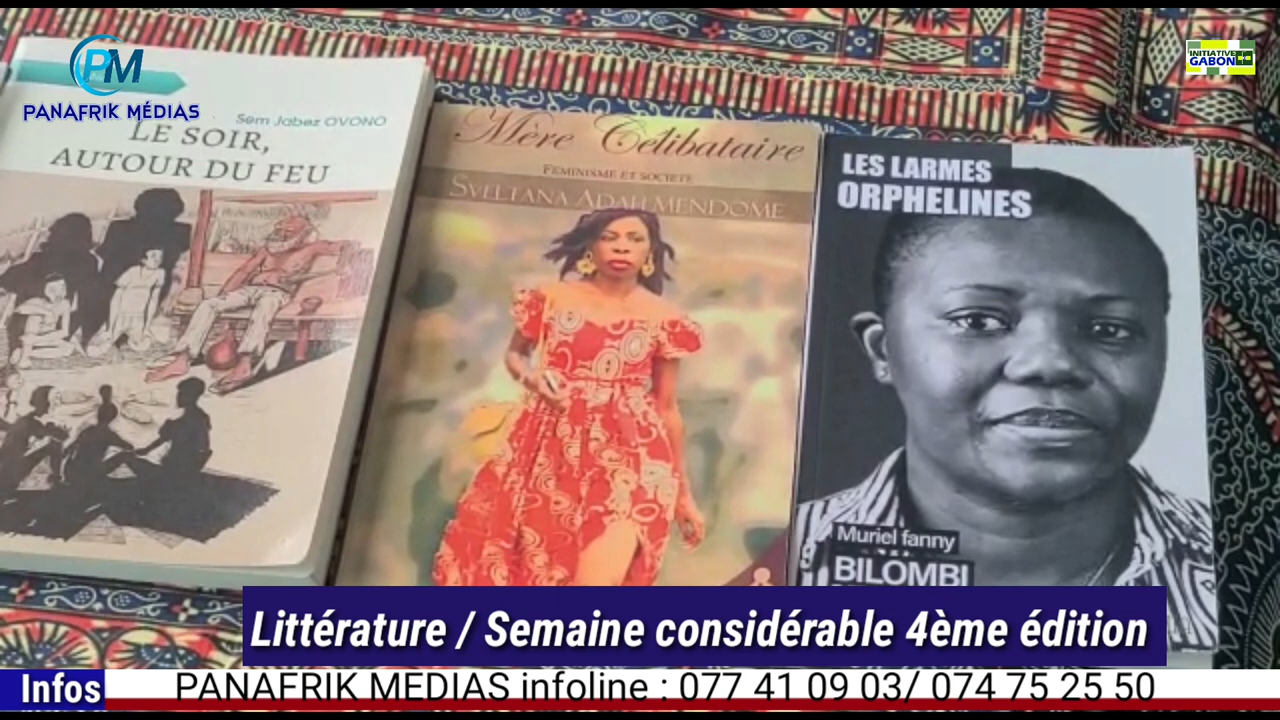 PM
PANAFRIK MÉDIAS
INITIATIVE
GABON
Sem Jabez OVONO
LE SOIR,
AUTOUR DU FEU
Mère Célibataire
FÉMINISME ET SOCIÉTÉ
SVELTANA ADAH MENDOME
LES LARMES
ORPHELINES
Muriel fanny
BILOMBI
Littérature / Semaine considérable 4ème édition
Infos
PANAFRIK MEDIAS infoline : 077 41 09 03/ 074 75 25 50